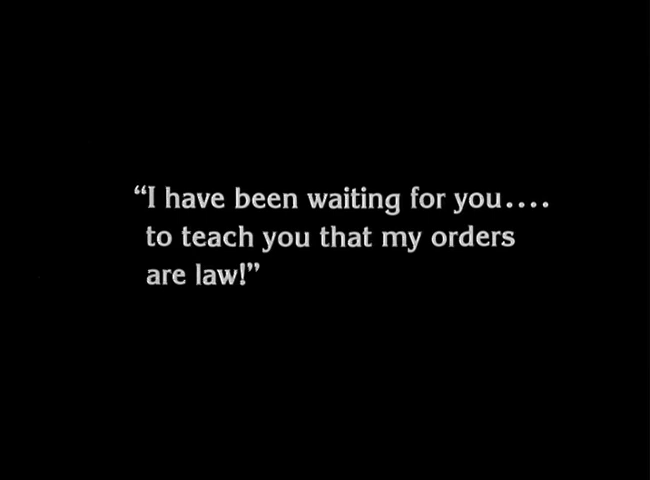 “I have been waiting for you....
to teach you that my orders
are law!”